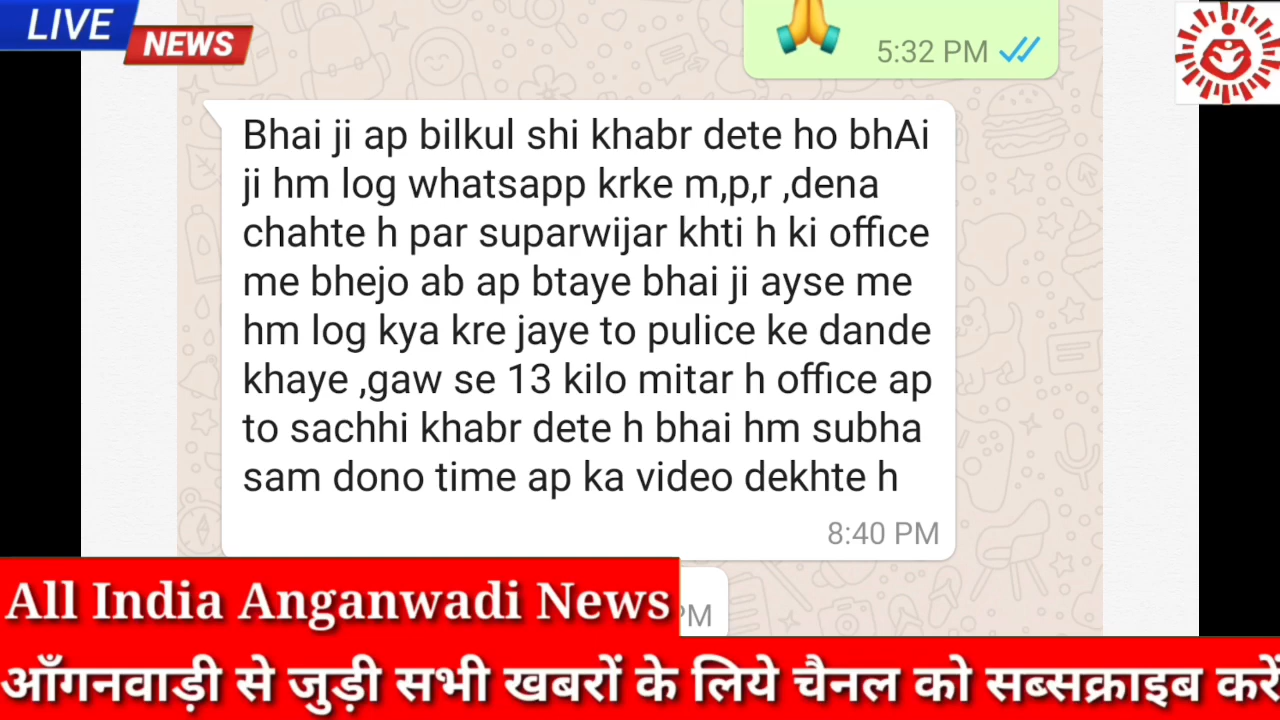 LIVE
NEWS
5:32 PM
Bhai ji ap bilkul shi khabr dete ho bhAi
ji hm log whatsapp krke m,p,r ,dena
chahte h par suparwijar khti h ki office
me bhejo ab ap btaye bhai ji ayse me
hm log kya kre jaye to pulice ke dande
khaye ,gaw se 13 kilo mitar h office ap
to sachhi khabr dete h bhai hm subha
sam dono time ap ka video dekhte h
8:40 PM
PM
All India Anganwadi News
आँगनवाड़ी से जुड़ी सभी खबरों के लिये चैनल को सब्सक्राइब करें